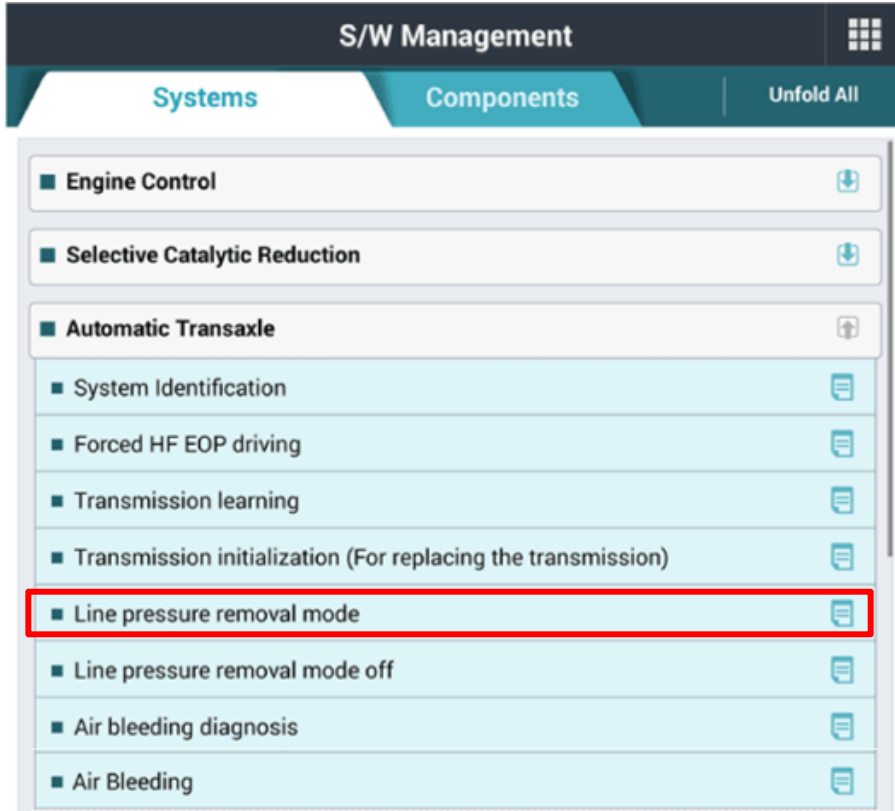 S/W Management
Systems
Components
Unfold All
Engine Control
Selective Catalytic Reduction
Automatic Transaxle
System Identification
Forced HF EOP driving
Transmission learning
Transmission initialization (For replacing the transmission)
Line pressure removal mode
Line pressure removal mode off
Air bleeding diagnosis
Air Bleeding